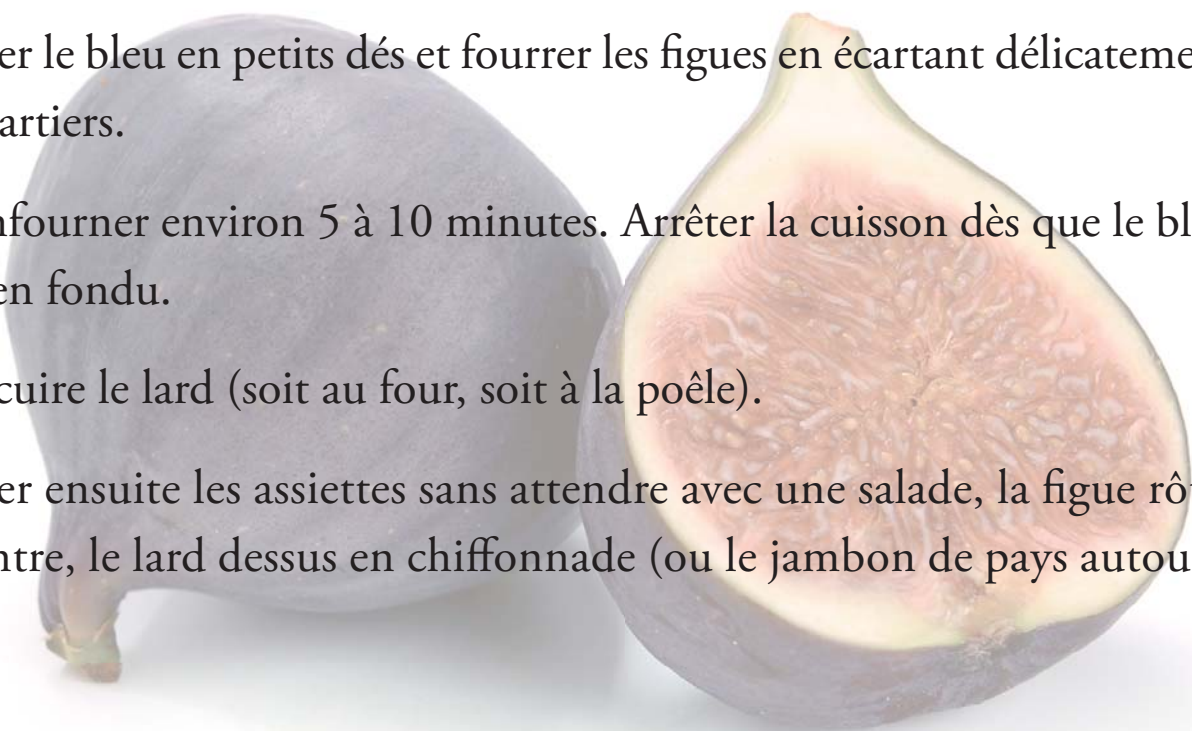 er le bleu en petits dés et fourrer les figues en écartant délicateme
artiers.
nfourner environ 5 à 10 minutes. Arrêter la cuisson dès que le bl
en fondu.
cuire le lard (soit au four, soit à la poêle).
er ensuite les assiettes sans attendre avec une salade, la figue rô
ntre, le lard dessus en chiffonnade (ou le jambon de pays autou